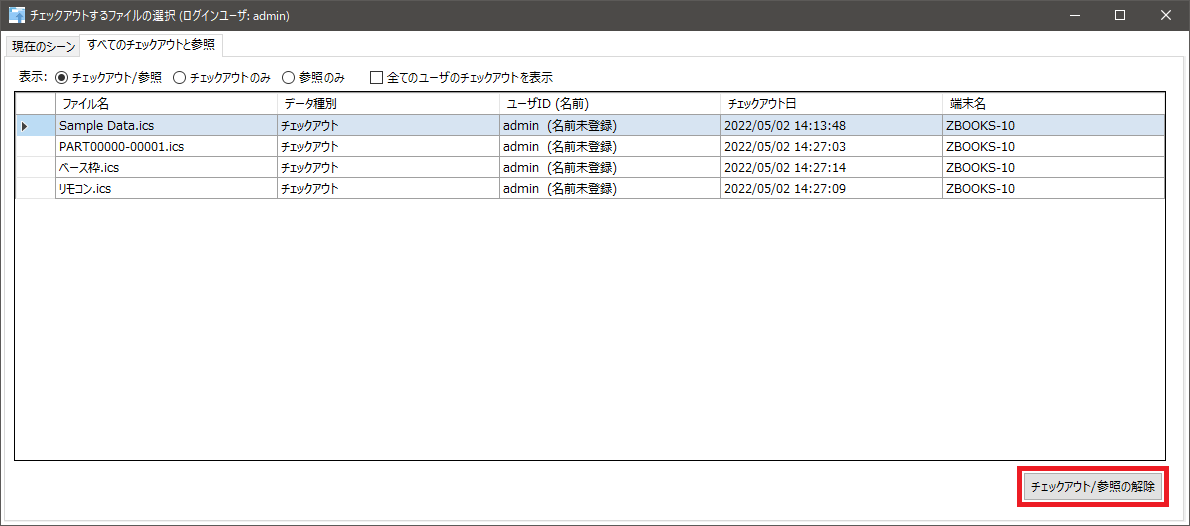 チェックアウトするファイルの選択 (ログインユーザ: admin)
現在のシーン すべてのチェックアウトと参照
表示: チェックアウト/参照 チェックアウトのみ 参照のみ 全てのユーザのチェックアウトを表示
ファイル名 データ種別 ユーザID (名前) チェックアウト日 端末名
Sample Data.ics チェックアウト admin (名前未登録) 2022/05/02 14:13:48 ZBOOKS-10
PART00000-00001.ics チェックアウト admin (名前未登録) 2022/05/02 14:27:03 ZBOOKS-10
ベース枠.ics チェックアウト admin (名前未登録) 2022/05/02 14:27:14 ZBOOKS-10
リモコン.ics チェックアウト admin (名前未登録) 2022/05/02 14:27:09 ZBOOKS-10
チェックアウト/参照の解除